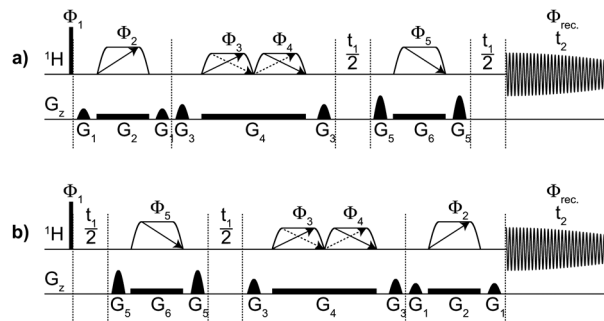 Φ1 Φrec.
Φ2 Φ3 Φ4 t1/2 Φ5 t1/2 t2
a) 1H
Gz
G1 G2 G1 G3 G4 G3 G5 G6 G5
Φ1 Φrec.
t1/2 Φ5 t1/2 Φ3 Φ4 Φ2 t2
b) 1H
Gz
G5 G6 G5 G3 G4 G3 G1 G2 G1